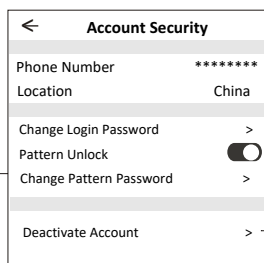 ← Account Security
Phone Number ********
Location China
Change Login Password >
Pattern Unlock
Change Pattern Password >
Deactivate Account >